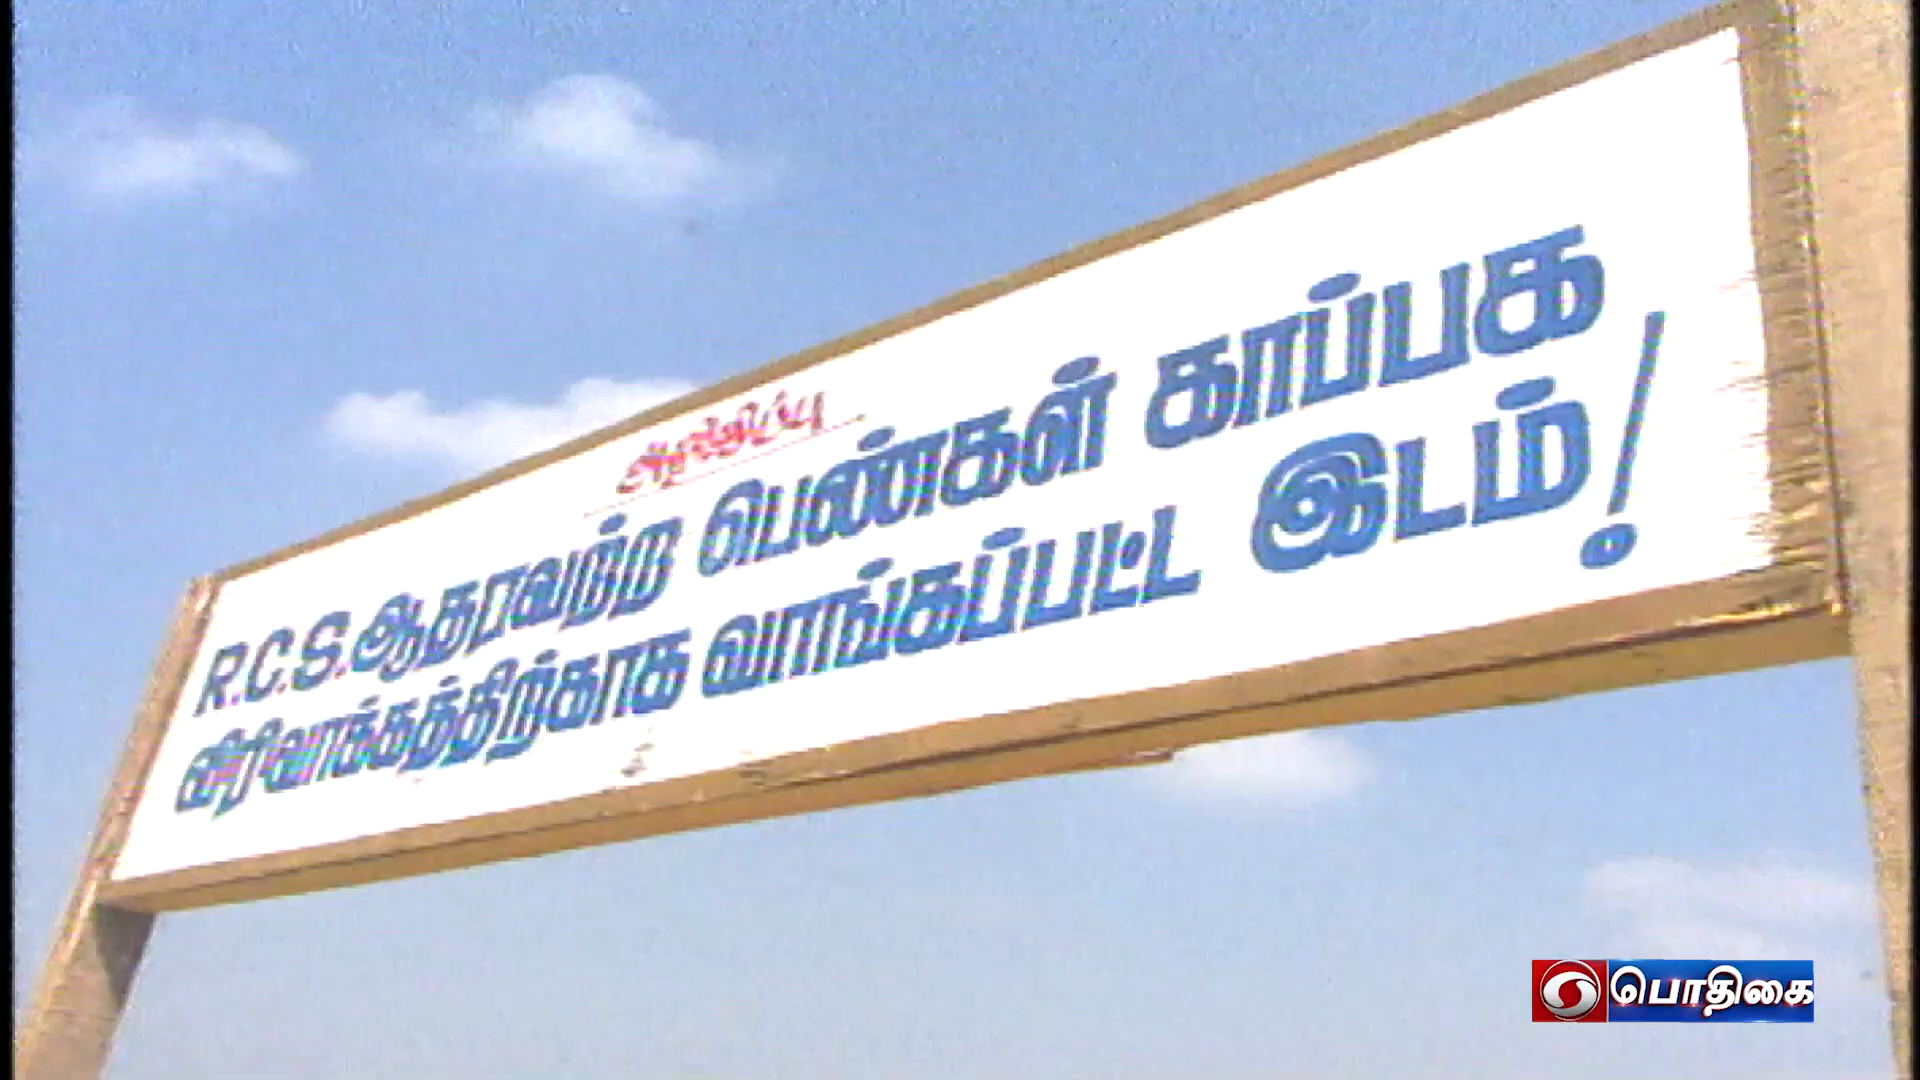 அறிவிப்பு
R.C.S.ஆதரவற்ற பெண்கள் காப்பக
விரிவாக்கத்திற்காக வாங்கப்பட்ட இடம்!
பொதிகை